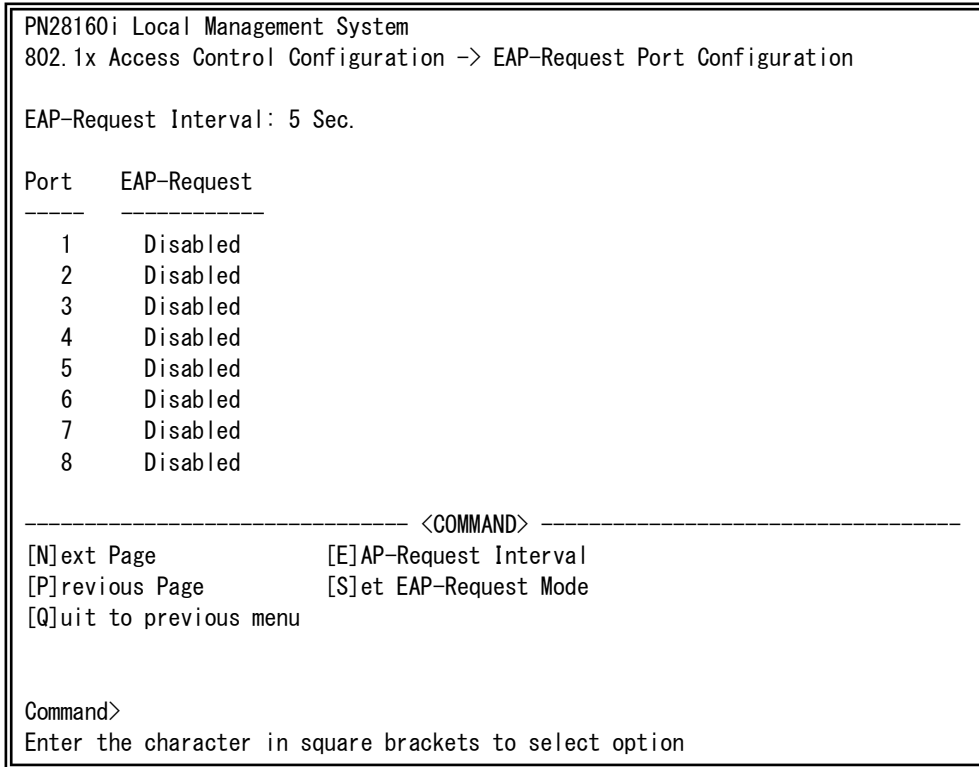 PN28160i Local Management System
802.1x Access Control Configuration -> EAP-Request Port Configuration
EAP-Request Interval: 5 Sec.
Port    EAP-Request
-----   ------------
   1      Disabled
   2      Disabled
   3      Disabled
   4      Disabled
   5      Disabled
   6      Disabled
   7      Disabled
   8      Disabled
-------------------------------- <COMMAND> -----------------------------------
[N]ext Page              [E]AP-Request Interval
[P]revious Page          [S]et EAP-Request Mode
[Q]uit to previous menu
Command>
Enter the character in square brackets to select option